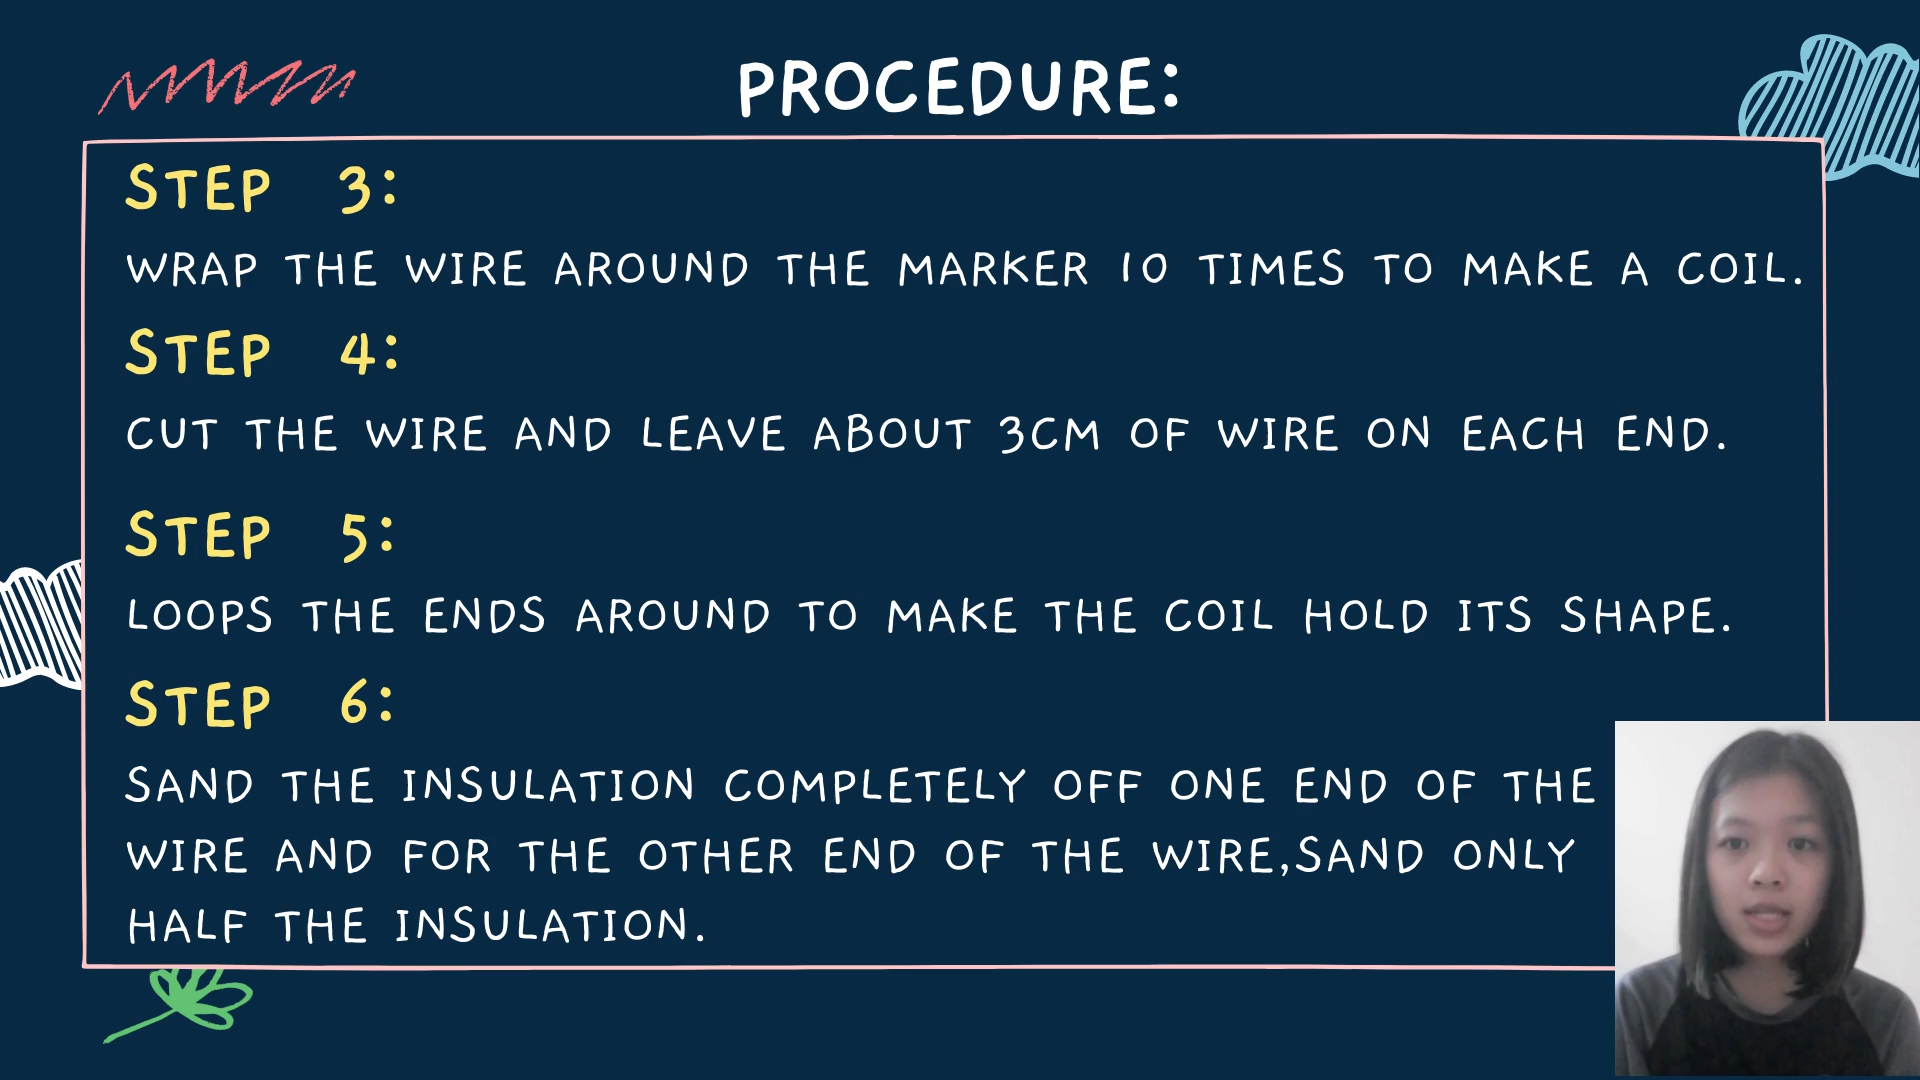 PROCEDURE:
STEP 3:
WRAP THE WIRE AROUND THE MARKER 10 TIMES TO MAKE A COIL.
STEP 4:
CUT THE WIRE AND LEAVE ABOUT 3CM OF WIRE ON EACH END.
STEP 5:
LOOPS THE ENDS AROUND TO MAKE THE COIL HOLD ITS SHAPE.
STEP 6:
SAND THE INSULATION COMPLETELY OFF ONE END OF THE
WIRE AND FOR THE OTHER END OF THE WIRE,SAND ONLY
HALF THE INSULATION.